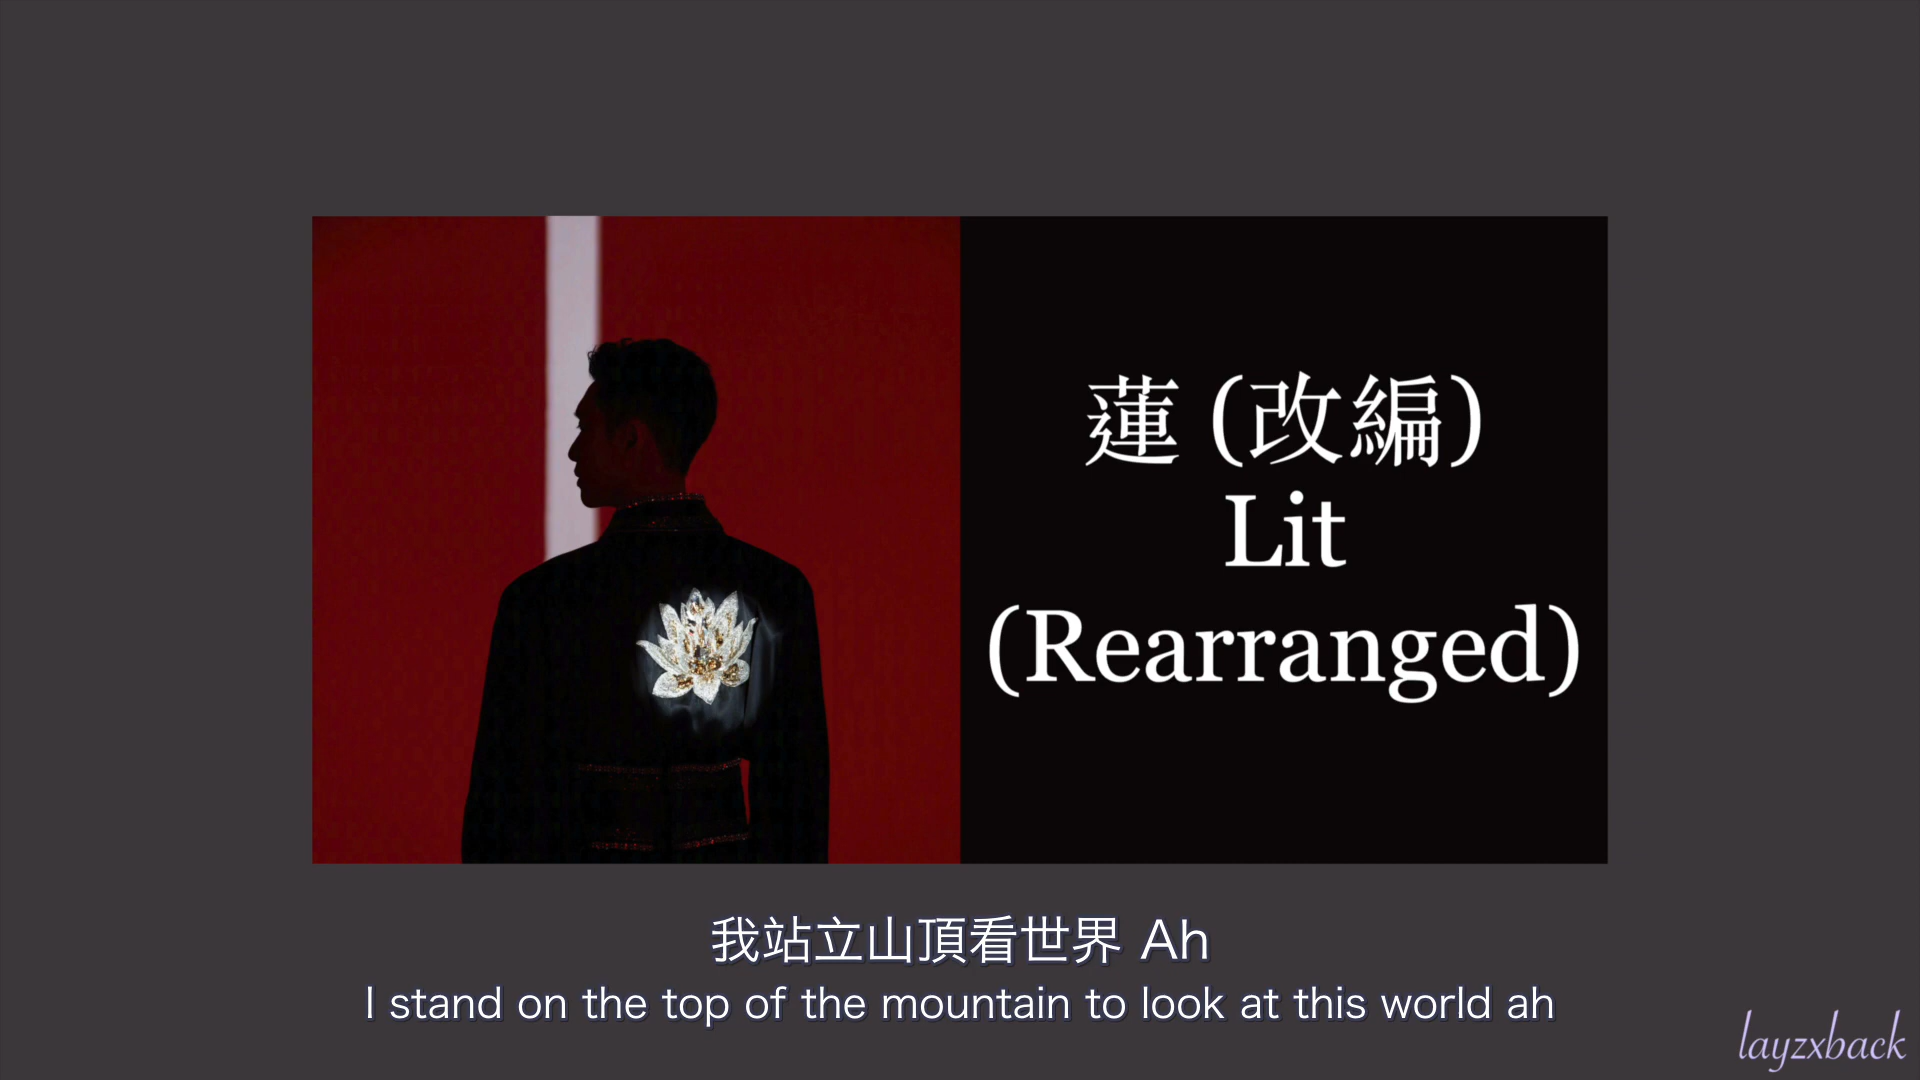 蓮 (改編)
Lit
(Rearranged)
我站立山頂看世界 Ah
I stand on the top of the mountain to look at this world ah
layzxback